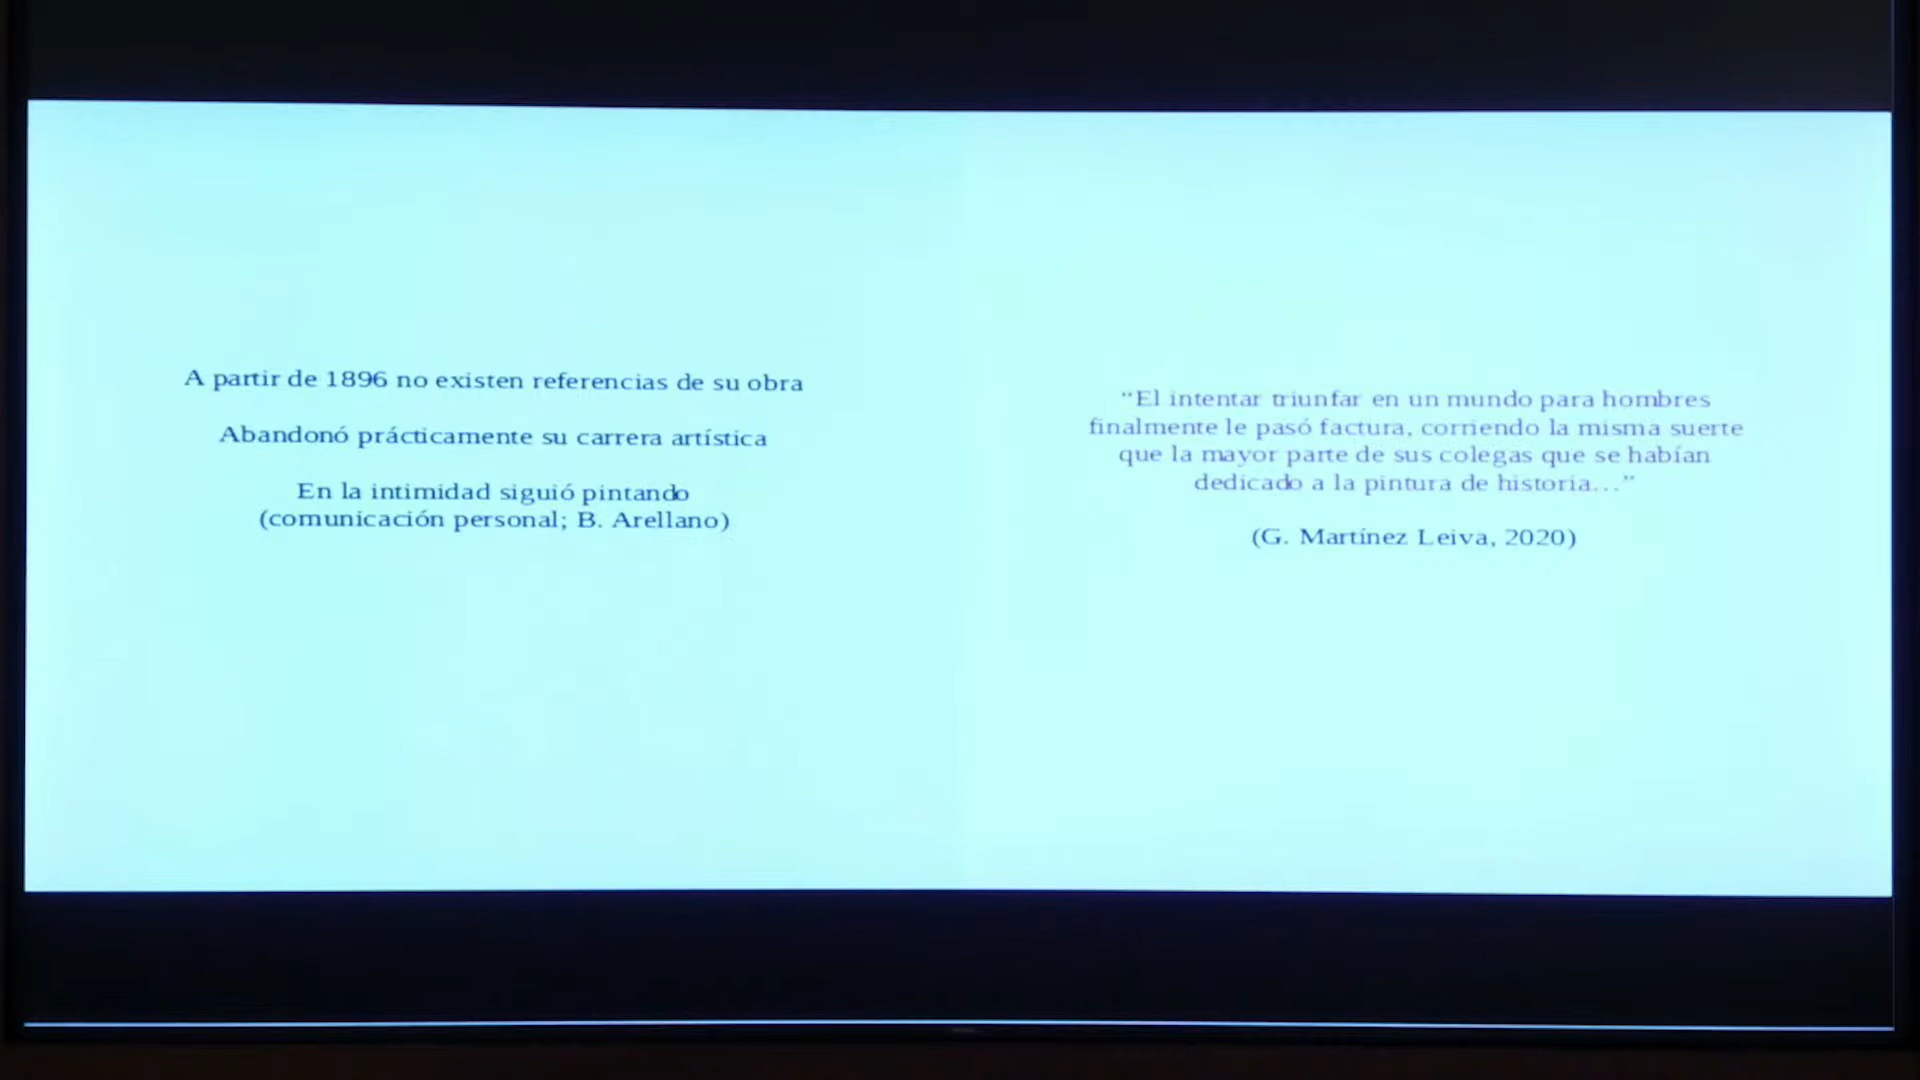 A partir de 1896 no existen referencias de su obra
Abandonó prácticamente su carrera artística
En la intimidad siguió pintando
(comunicación personal; B. Arellano)
“El intentar triunfar en un mundo para hombres
finalmente le pasó factura, corriendo la misma suerte
que la mayor parte de sus colegas que se habían
dedicado a la pintura de historia...”
(G. Martínez Leiva, 2020)